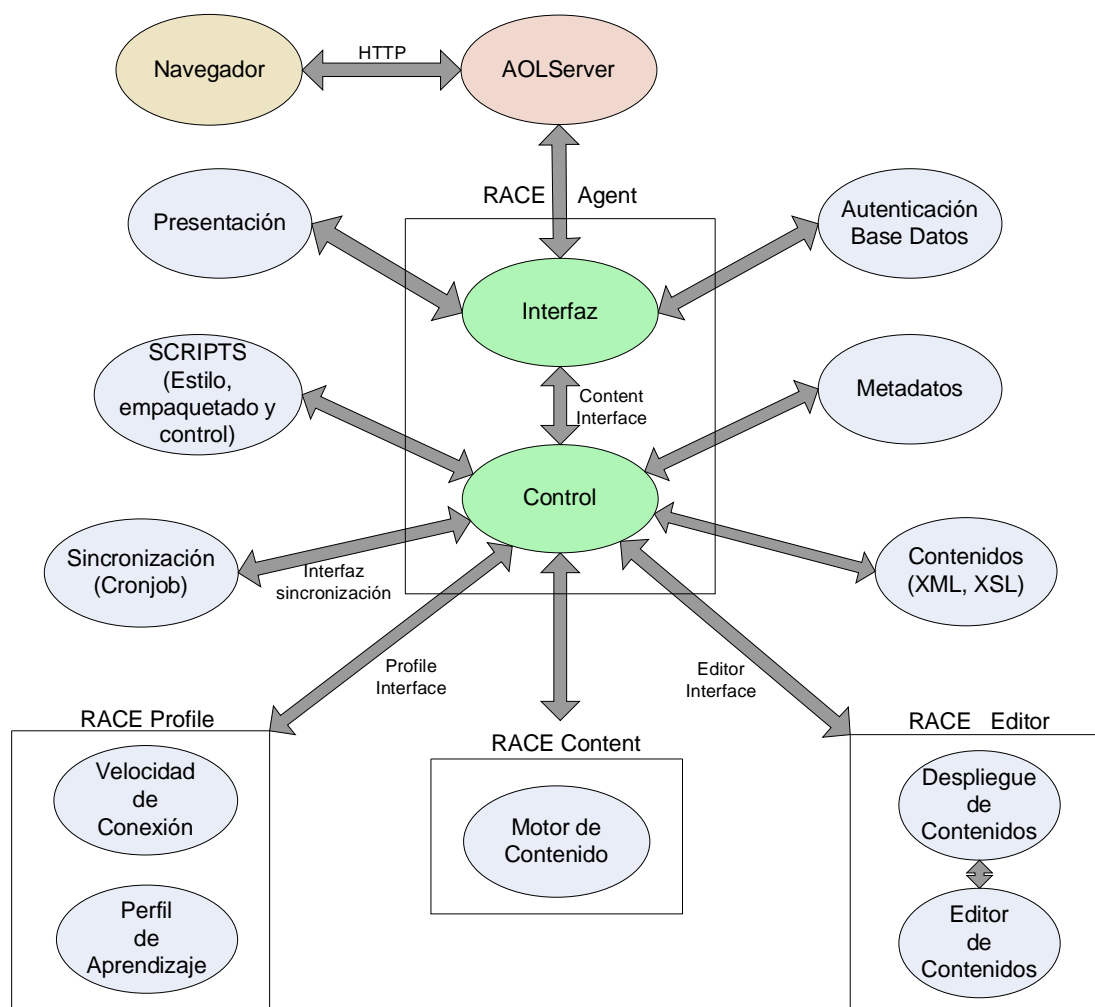 HTTP
Navegador
AOLServer
RACE Agent
Presentación
Autenticación
Base Datos
Interfaz
SCRIPTS
(Estilo,
empaquetado y
control)
Content
Interface
Metadatos
Control
Sincronización
(Cronjob)
Interfaz
sincronización
Contenidos
(XML, XSL)
Profile
Interface
Editor
Interface
RACE Profile
Velocidad
de
Conexión
Perfil
de
Aprendizaje
RACE Content
Motor de
Contenido
RACE Editor
Despliegue
de
Contenidos
Editor
de
Contenidos